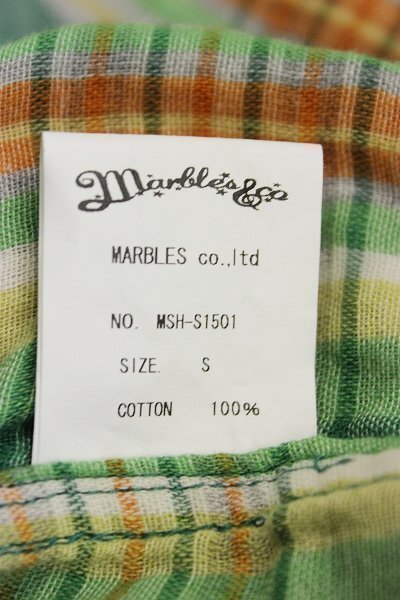 Marbles&co
MARBLES co.,ltd
NO. MSH-S1501
SIZE. S
COTTON 100%